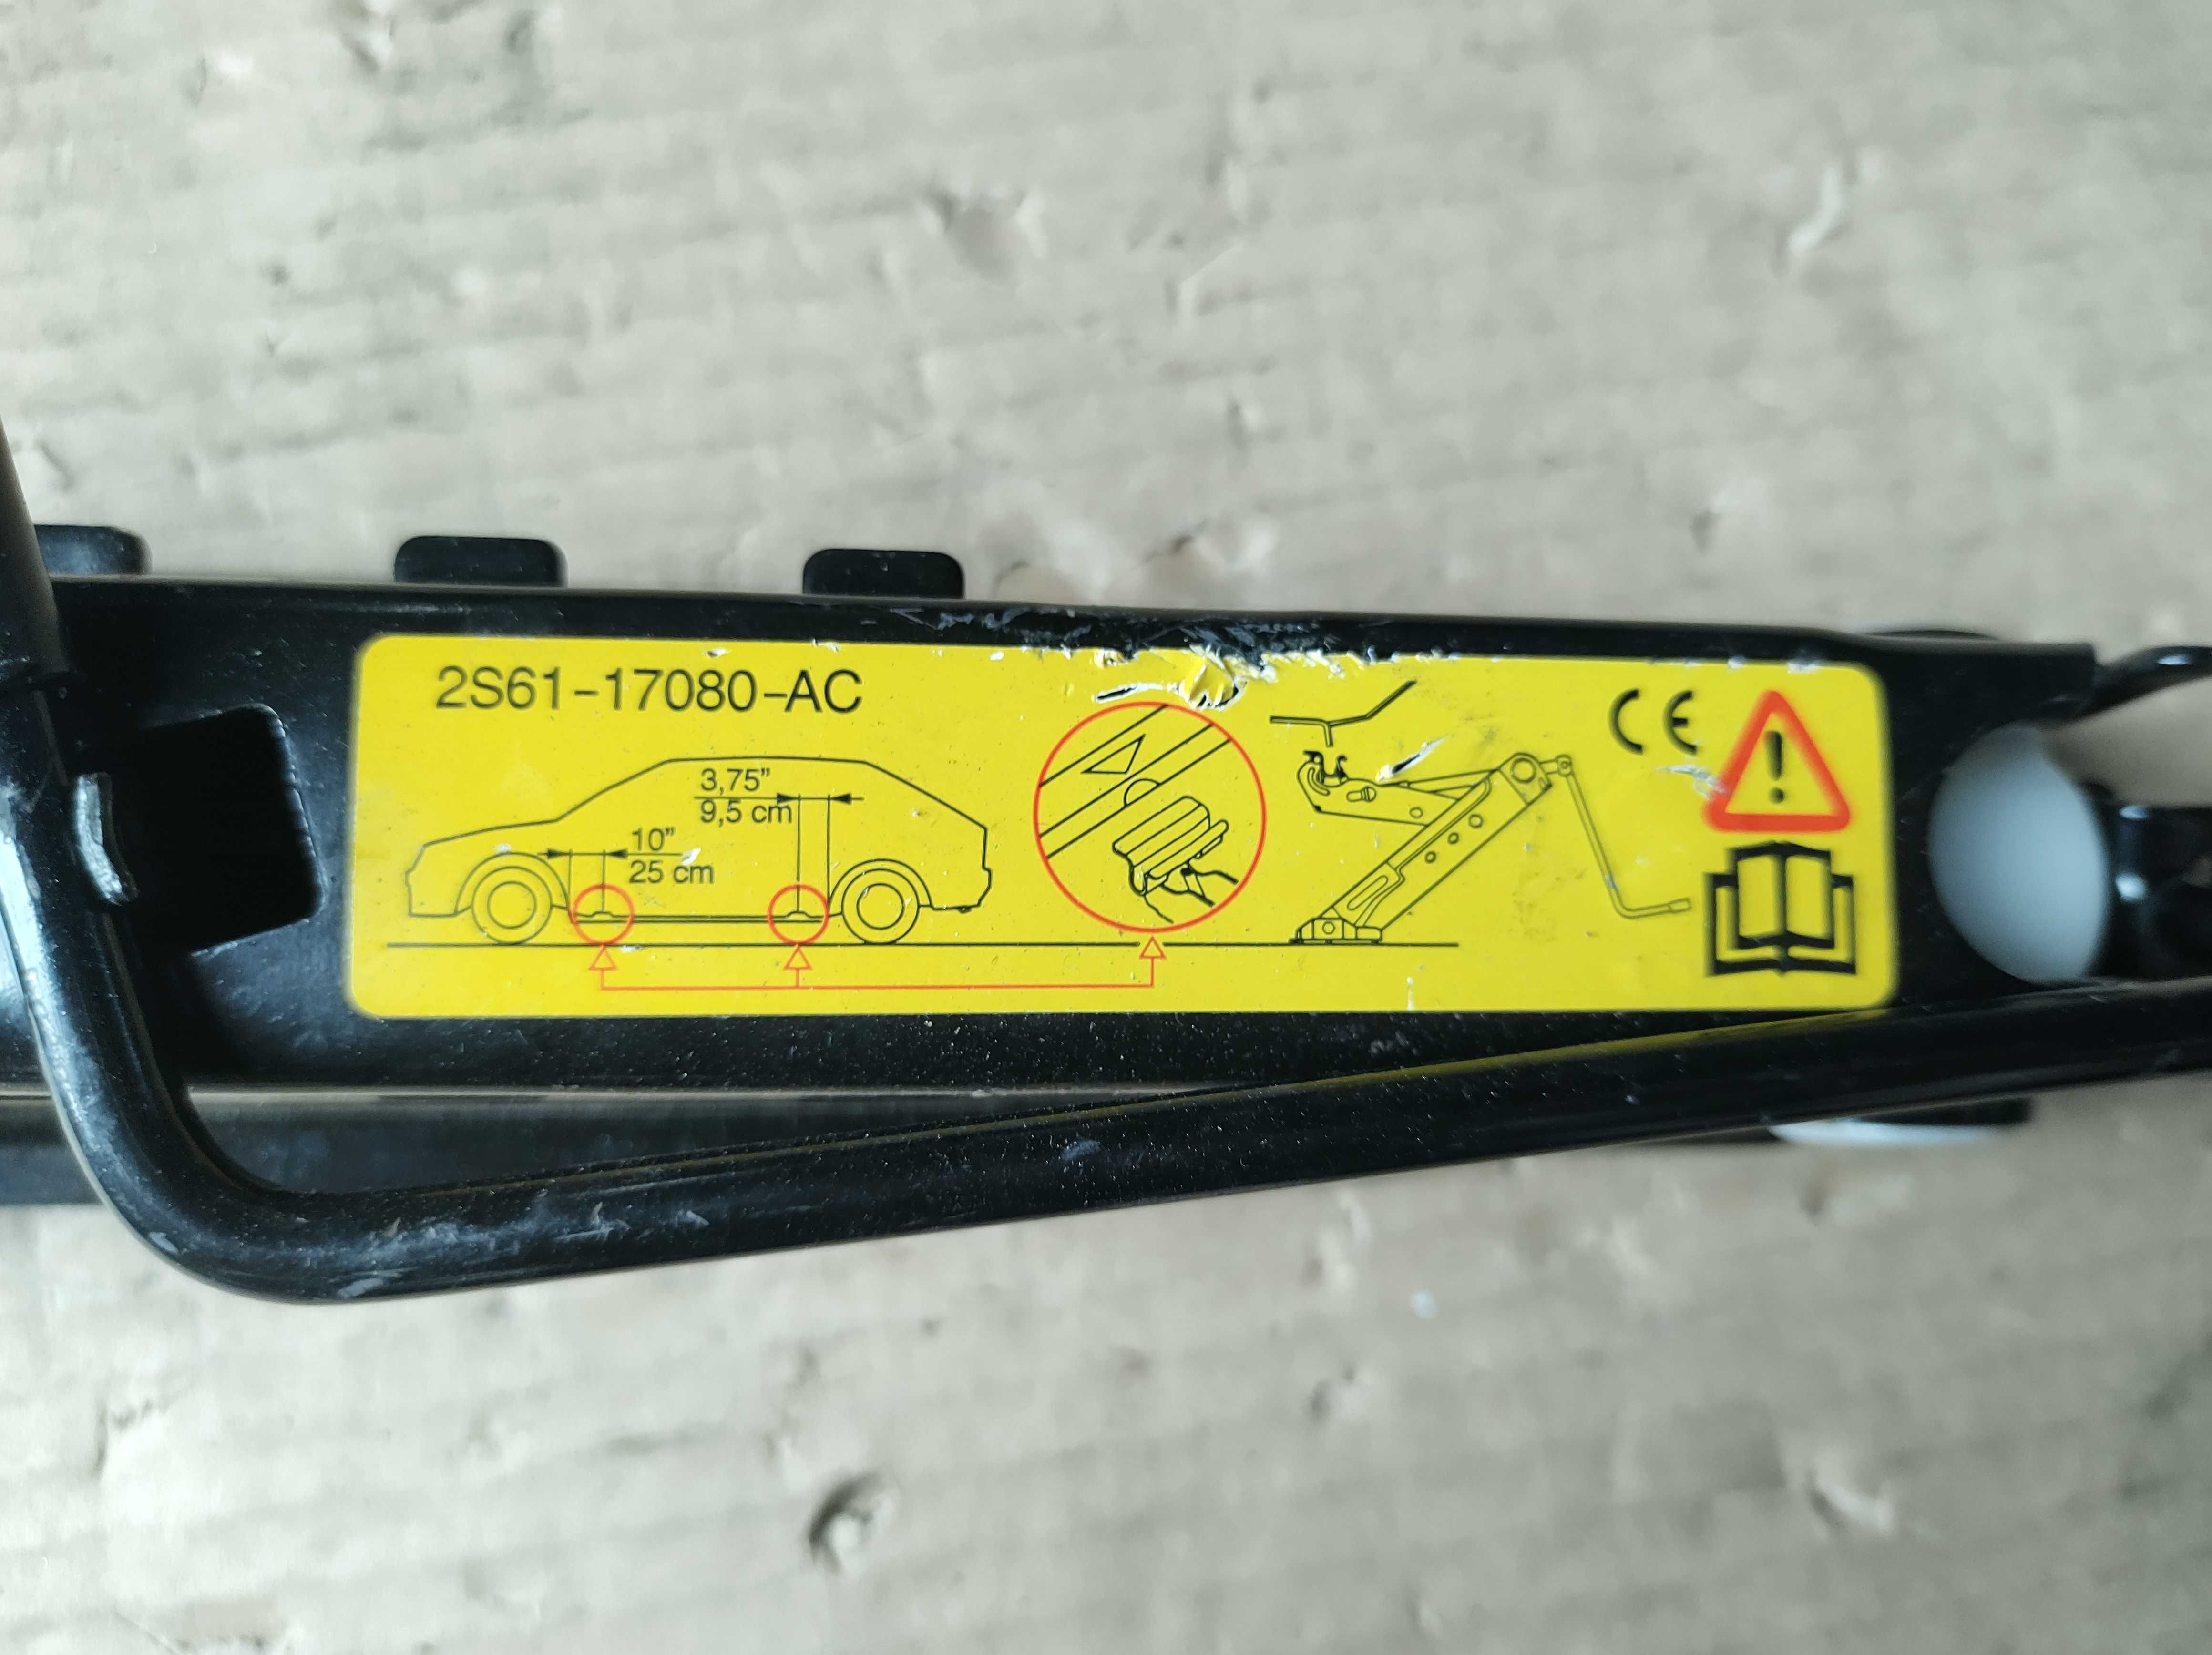 2S61-17080-AC
3,75"
9,5 cm
10"
25 cm
CE
!